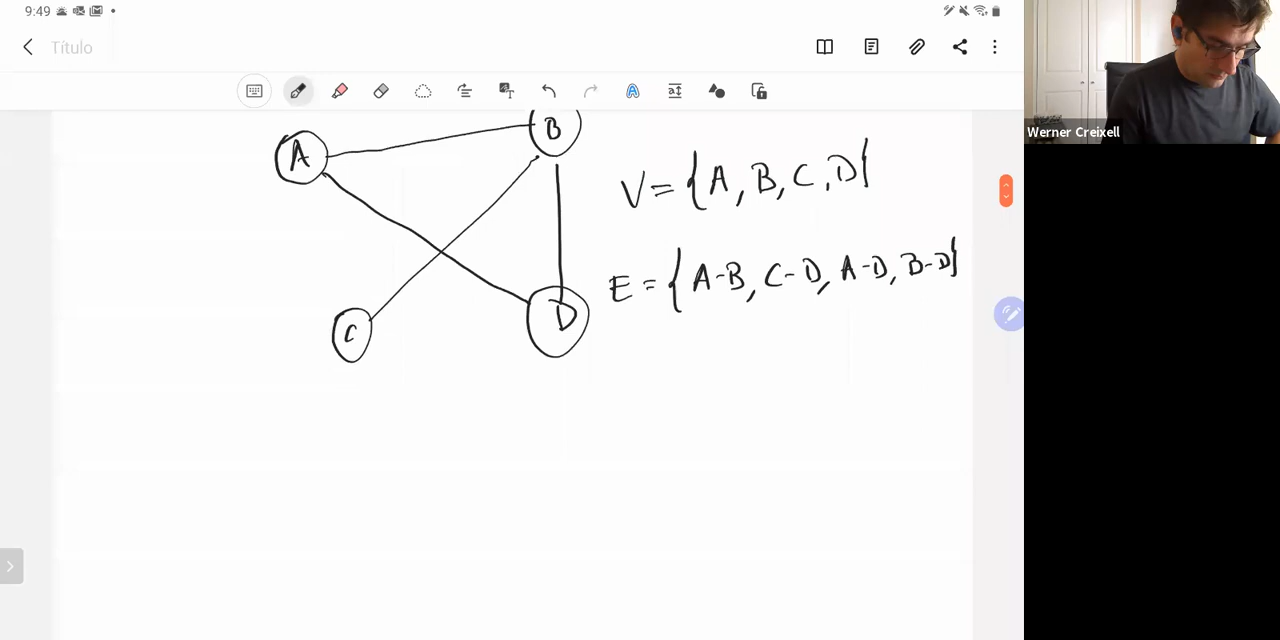 9:49
Título
A
B
V = {A, B, C, D}
E = {A-B, C-D, A-D, B-D}
C
D
Werner Creixell